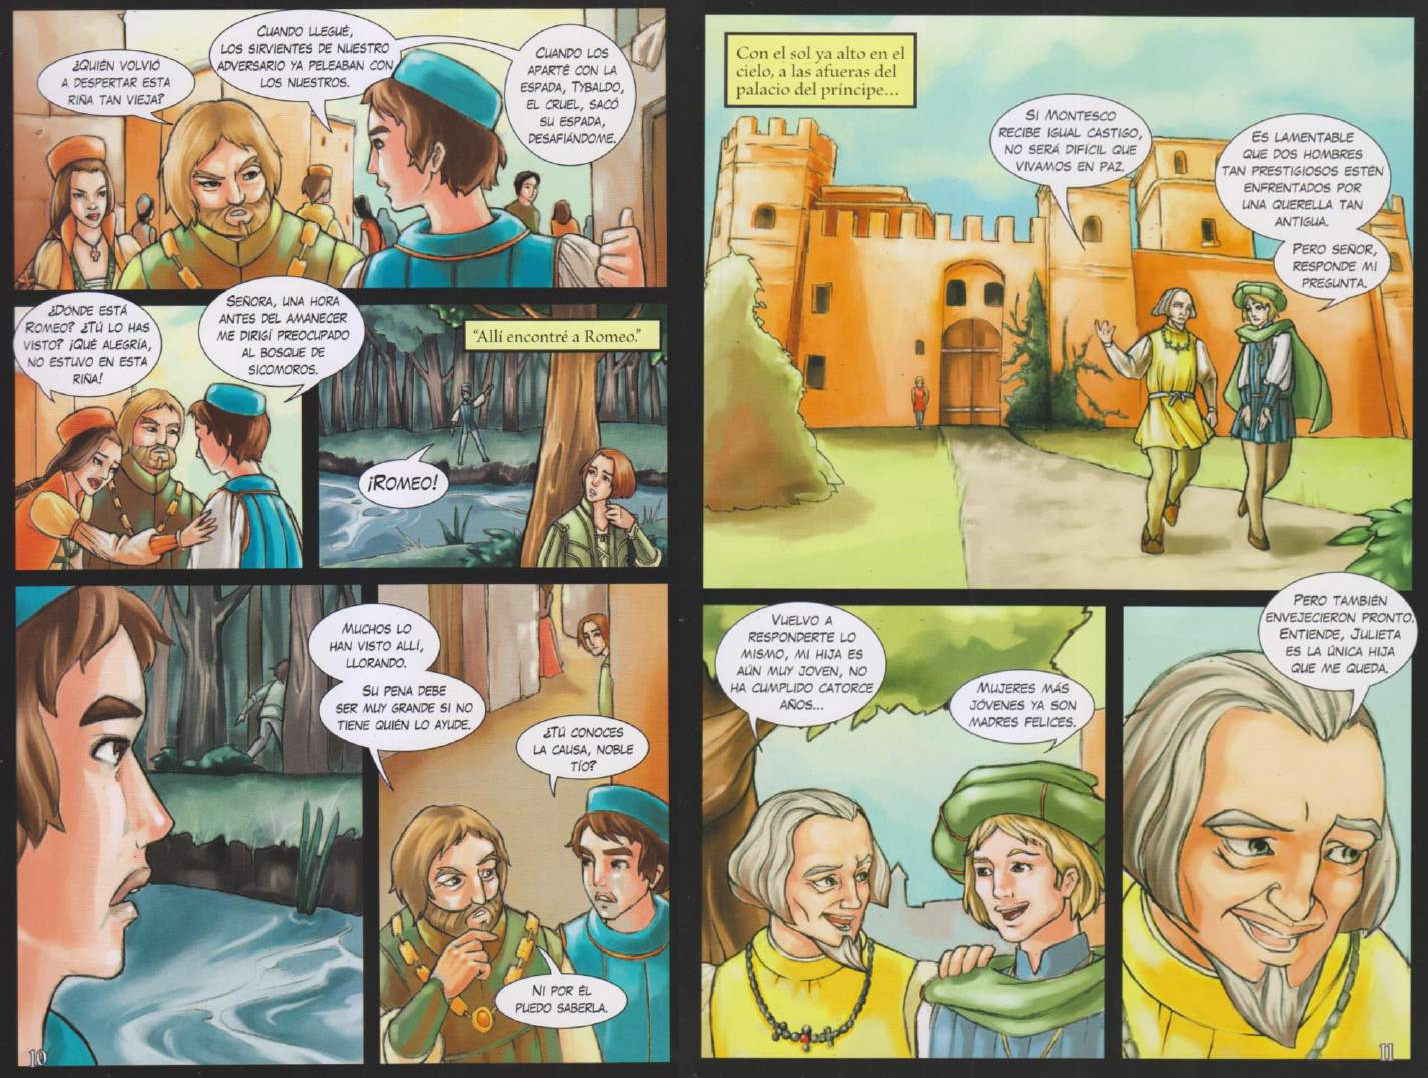 ¿QUIÉN VOLVIÓ
A DESPERTAR ESTA
RIÑA TAN VIEJA?
CUANDO LLEGUÉ,
LOS SIRVIENTES DE NUESTRO
ADVERSARIO YA PELEABAN CON
LOS NUESTROS.
CUANDO LOS
APARTÉ CON LA
ESPADA, TYBALDO,
EL CRUEL, SACÓ
SU ESPADA,
DESAFIÁNDOME.
¿DÓNDE ESTÁ
ROMEO? ¿TÚ LO HAS
VISTO? ¡QUÉ ALEGRÍA,
NO ESTUVO EN ESTA
RIÑA!
SEÑORA, UNA HORA
ANTES DEL AMANECER
ME DIRIGÍ PREOCUPADO
AL BOSQUE DE
SICOMOROS.
"Allí encontré a Romeo."
¡ROMEO!
MUCHOS LO
HAN VISTO ALLÍ,
LLORANDO.
SU PENA DEBE
SER MUY GRANDE SI NO
TIENE QUIÉN LO AYUDE.
¿TÚ CONOCES
LA CAUSA, NOBLE
TÍO?
NI POR ÉL
PUEDO SABERLA.
10
Con el sol ya alto en el
cielo, a las afueras del
palacio del príncipe...
SI MONTESCO
RECIBE IGUAL CASTIGO,
NO SERÁ DIFÍCIL QUE
VIVAMOS EN PAZ.
ES LAMENTABLE
QUE DOS HOMBRES
TAN PRESTIGIOSOS ESTÉN
ENFRENTADOS POR
UNA QUERELLA TAN
ANTIGUA.
PERO SEÑOR,
RESPONDE MI
PREGUNTA.
VUELVO A
RESPONDERTE LO
MISMO, MI HIJA ES
AÚN MUY JOVEN, NO
HA CUMPLIDO CATORCE
AÑOS...
MUJERES MÁS
JÓVENES YA SON
MADRES FELICES.
PERO TAMBIÉN
ENVEJECIERON PRONTO.
ENTIENDE, JULIETA
ES LA ÚNICA HIJA
QUE ME QUEDA.
11